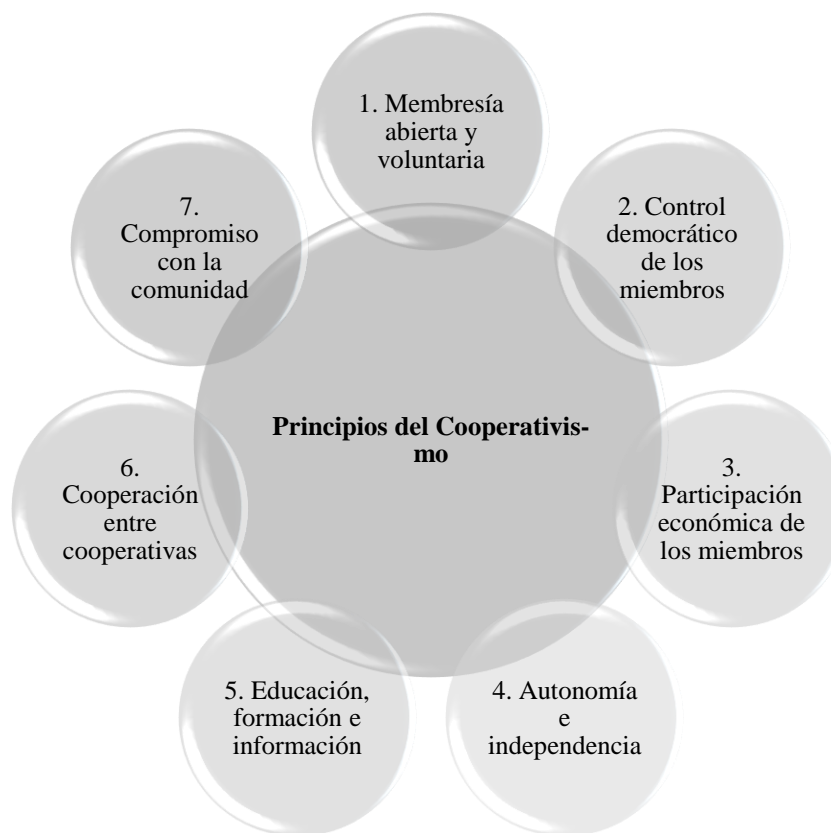 1. Membresía
abierta y
voluntaria
2. Control
democrático
de los
miembros
3.
Participación
económica de
los miembros
4. Autonomía
e
independencia
5. Educación,
formación e
información
6.
Cooperación
entre
cooperativas
7.
Compromiso
con la
comunidad
Principios del Cooperativis-
mo